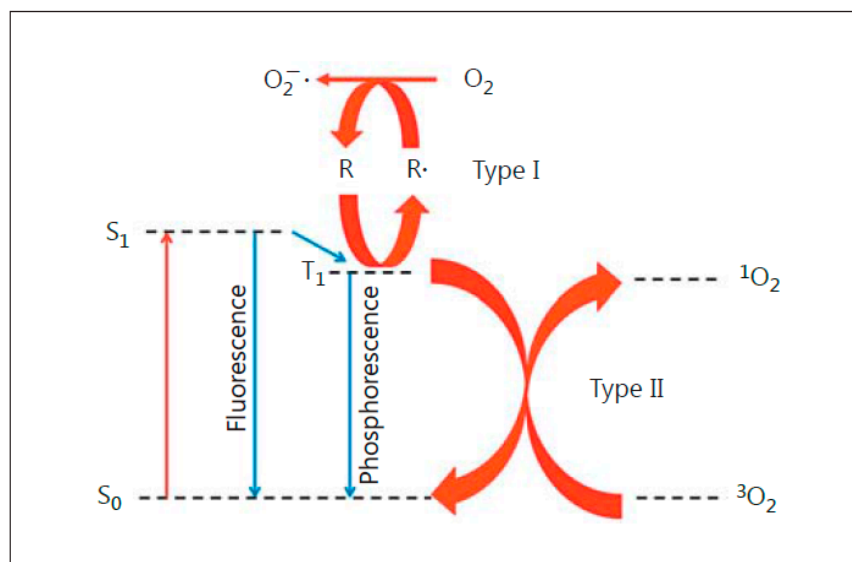 O₂⁻· O₂
R R· Type I
S₁
T₁ ¹O₂
Fluorescence
Phosphorescence
Type II
S₀ ³O₂